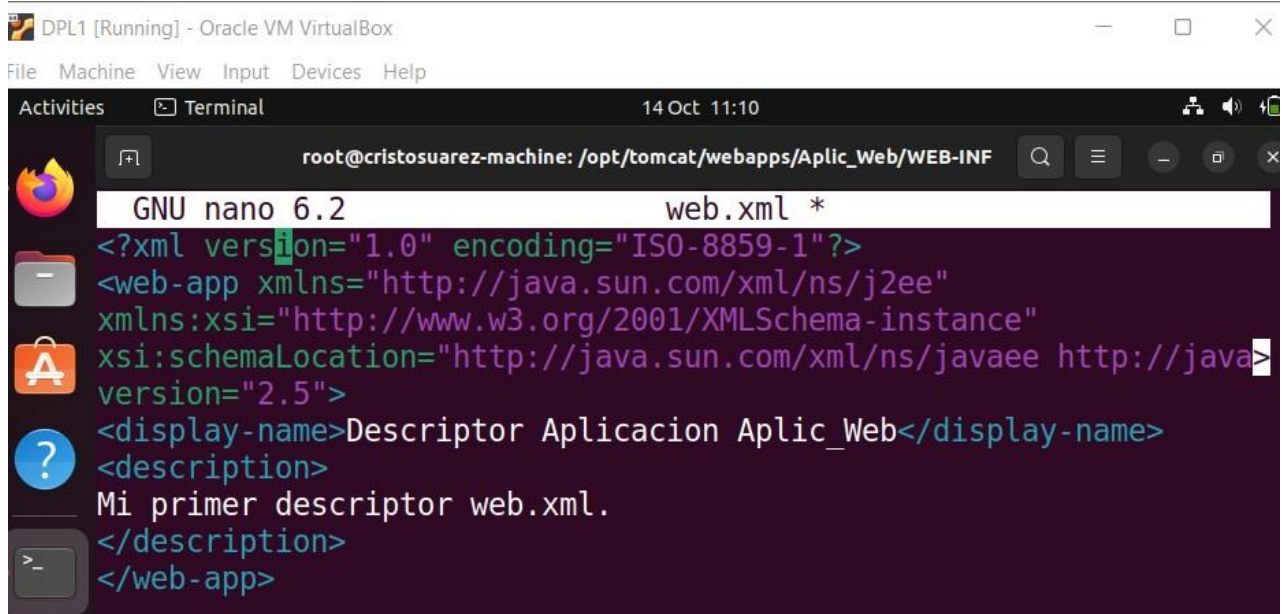 DPL1 [Running] - Oracle VM VirtualBox
File Machine View Input Devices Help
Activities Terminal 14 Oct 11:10
root@cristosuarez-machine: /opt/tomcat/webapps/Aplic_Web/WEB-INF
GNU nano 6.2 web.xml *
<?xml version="1.0" encoding="ISO-8859-1"?>
<web-app xmlns="http://java.sun.com/xml/ns/j2ee"
xmlns:xsi="http://www.w3.org/2001/XMLSchema-instance"
xsi:schemaLocation="http://java.sun.com/xml/ns/javaee http://java>
version="2.5">
<display-name>Descriptor Aplicacion Aplic_Web</display-name>
<description>
Mi primer descriptor web.xml.
</description>
</web-app>